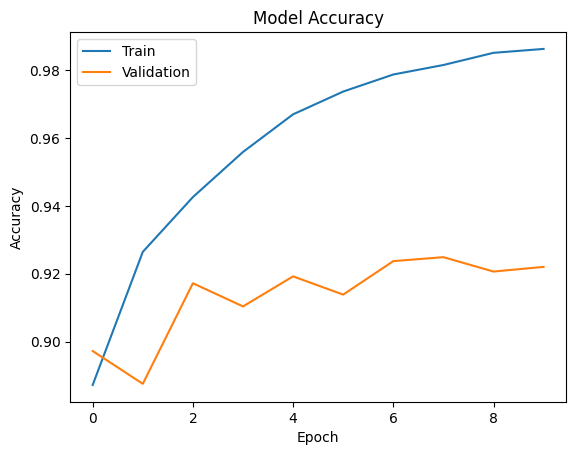 Model Accuracy
Train
Validation
0.98
0.96
0.94
0.92
0.90
Accuracy
0 2 4 6 8
Epoch